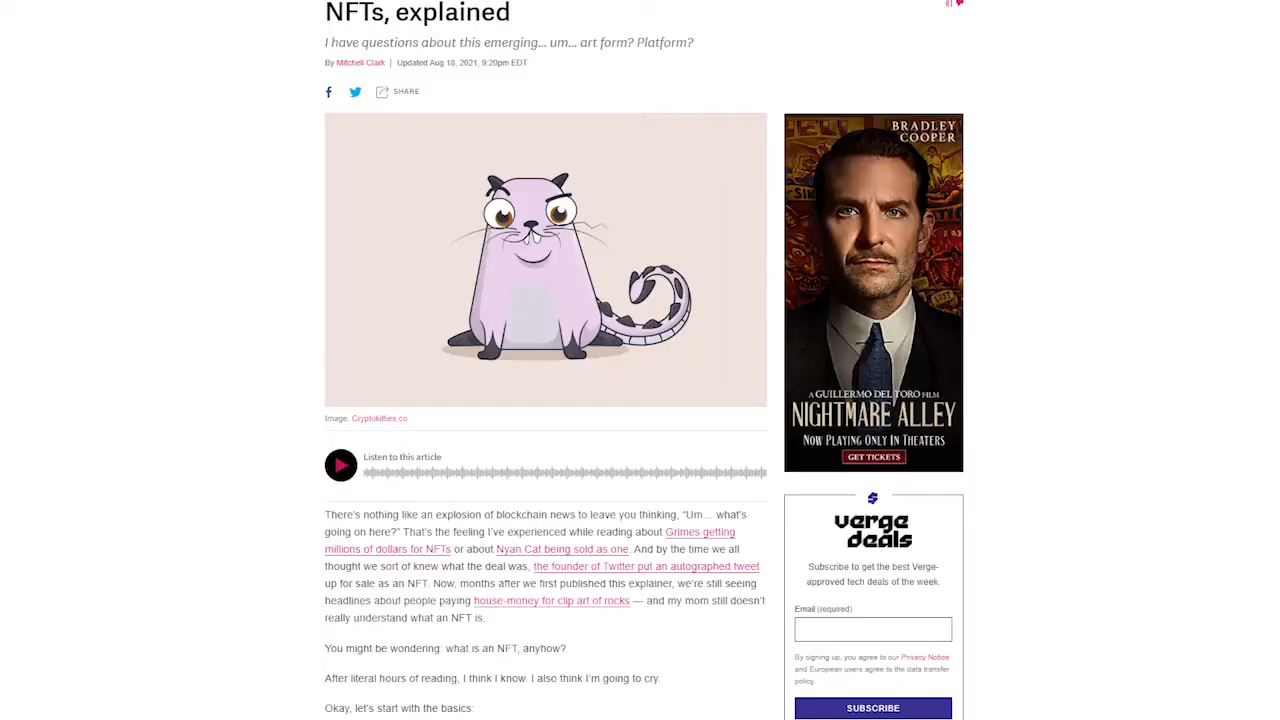 NFTs, explained
I have questions about this emerging... um... art form? Platform?
By Mitchell Clark | Updated Aug 18, 2021, 9:20pm EDT
SHARE
Image: Cryptokitties.co
Listen to this article
There's nothing like an explosion of blockchain news to leave you thinking, “Um... what's
going on here?” That's the feeling I've experienced while reading about Grimes getting
millions of dollars for NFTs or about Nyan Cat being sold as one. And by the time we all
thought we sort of knew what the deal was, the founder of Twitter put an autographed tweet
up for sale as an NFT. Now, months after we first published this explainer, we're still seeing
headlines about people paying house-money for clip art of rocks — and my mom still doesn't
really understand what an NFT is.
You might be wondering: what is an NFT, anyhow?
After literal hours of reading, I think I know. I also think I'm going to cry.
Okay, let's start with the basics:
BRADLEY
COOPER
A GUILLERMO DEL TORO FILM
NIGHTMARE ALLEY
NOW PLAYING ONLY IN THEATERS
GET TICKETS
verge
deals
Subscribe to get the best Verge-
approved tech deals of the week.
Email (required)
By signing up, you agree to our Privacy Notice
and European users agree to the data transfer
policy.
SUBSCRIBE